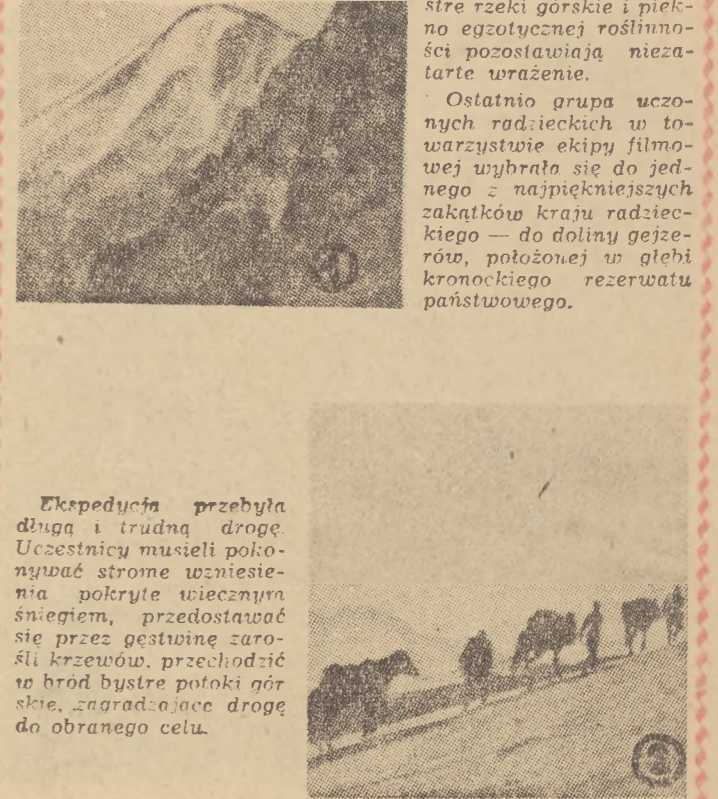 stre rzeki górskie i pięk-
no egzotycznej roślinno-
ści pozostawiają nieza-
tarte wrażenie.
Ostatnio grupa uczo-
nych radzieckich w to-
warzystwie ekipy filmo-
wej wybrała się do jed-
nego z najpiękniejszych
zakątków kraju radziec-
kiego — do doliny gejze-
rów, położonej w głębi
kronockiego rezerwatu
państwowego.
1
Ekspedycja przebyła
długą i trudną drogę.
Uczestnicy musieli poko-
nywać strome wzniesie-
nia pokryte wiecznym
śniegiem, przedostawać
się przez gęstwinę zaro-
śli krzewów, przechodzić
w bród bystre potoki gór
skie, zagradzające drogę
do obranego celu.
2